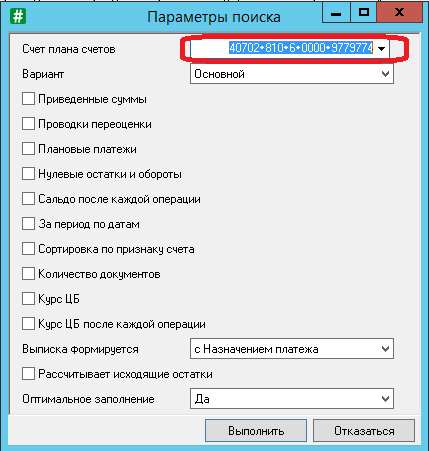 Параметры поиска
Счет плана счетов 40702*810*6*0000*9779774
Вариант Основной
Приведенные суммы
Проводки переоценки
Плановые платежи
Нулевые остатки и обороты
Сальдо после каждой операции
За период по датам
Сортировка по признаку счета
Количество документов
Курс ЦБ
Курс ЦБ после каждой операции
Выписка формируется с Назначением платежа
Рассчитывает исходящие остатки
Оптимальное заполнение Да
Выполнить Отказаться